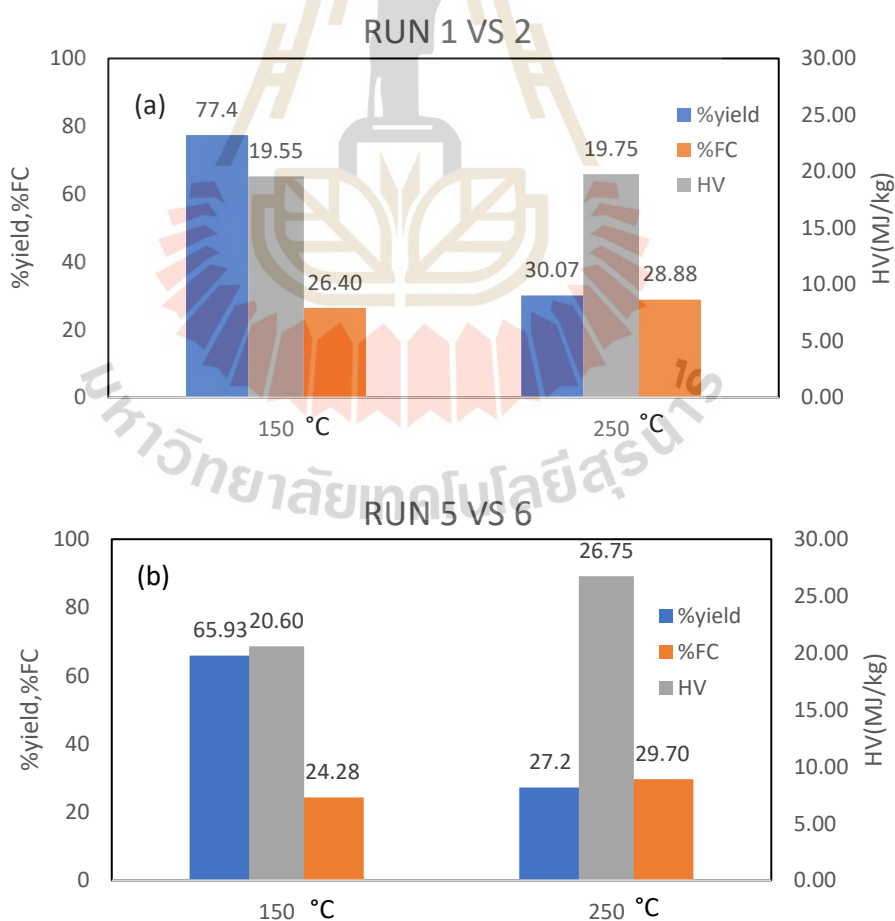 RUN 1 VS 2
(a)
%yield,%FC
100
80
60
40
20
0
77.4
19.55
26.40
30.07
19.75
28.88
%yield
%FC
HV
30.00
25.00
20.00
15.00
10.00
5.00
0.00
HV(MJ/kg)
150 °C
250 °C
มหาวิทยาลัยเทคโนโลยีสุรนารี
RUN 5 VS 6
(b)
%yield,%FC
100
80
60
40
20
0
65.93
20.60
24.28
27.2
26.75
29.70
%yield
%FC
HV
30.00
25.00
20.00
15.00
10.00
5.00
0.00
HV(MJ/kg)
150 °C
250 °C